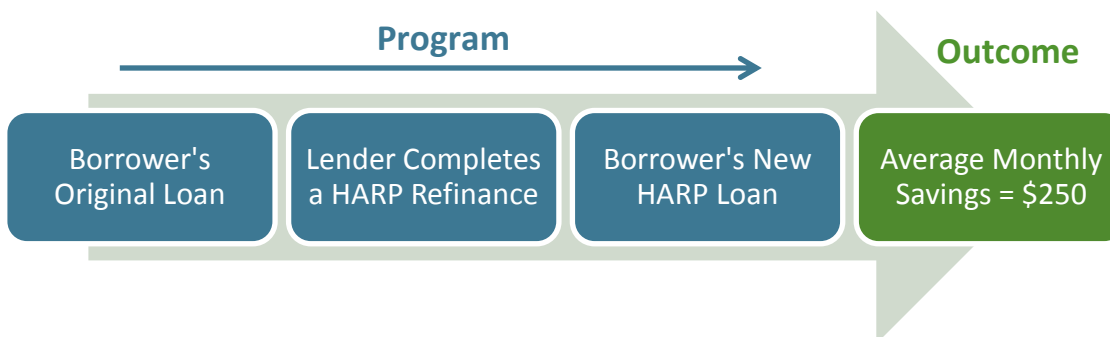 Program
Outcome
Borrower's
Original Loan
Lender Completes
a HARP Refinance
Borrower's New
HARP Loan
Average Monthly
Savings = $250